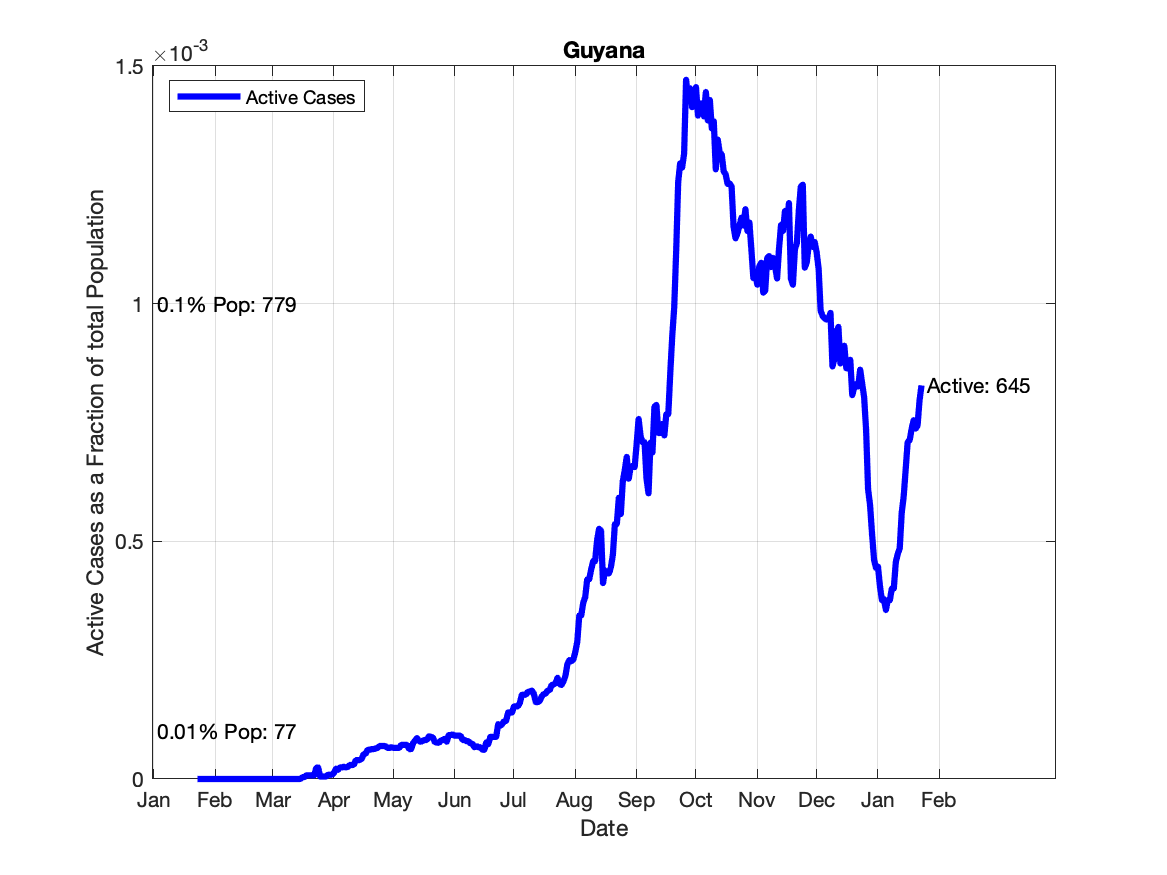 Guyana
×10-3
1.5
1
0.5
0
Active Cases
0.1% Pop: 779
0.01% Pop: 77
Active: 645
Active Cases as a Fraction of total Population
Jan Feb Mar Apr May Jun Jul Aug Sep Oct Nov Dec Jan Feb
Date